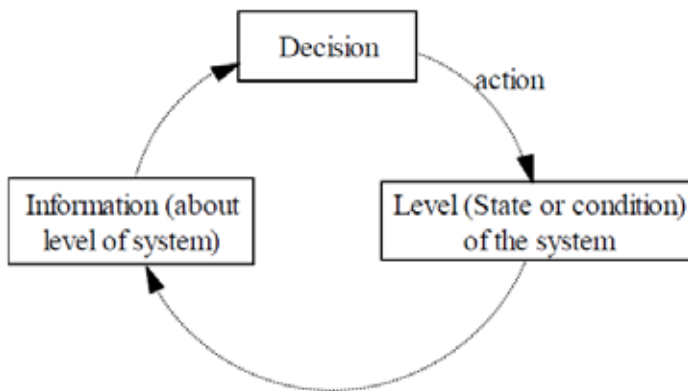 Decision
action
Information (about
level of system)
Level (State or condition)
of the system